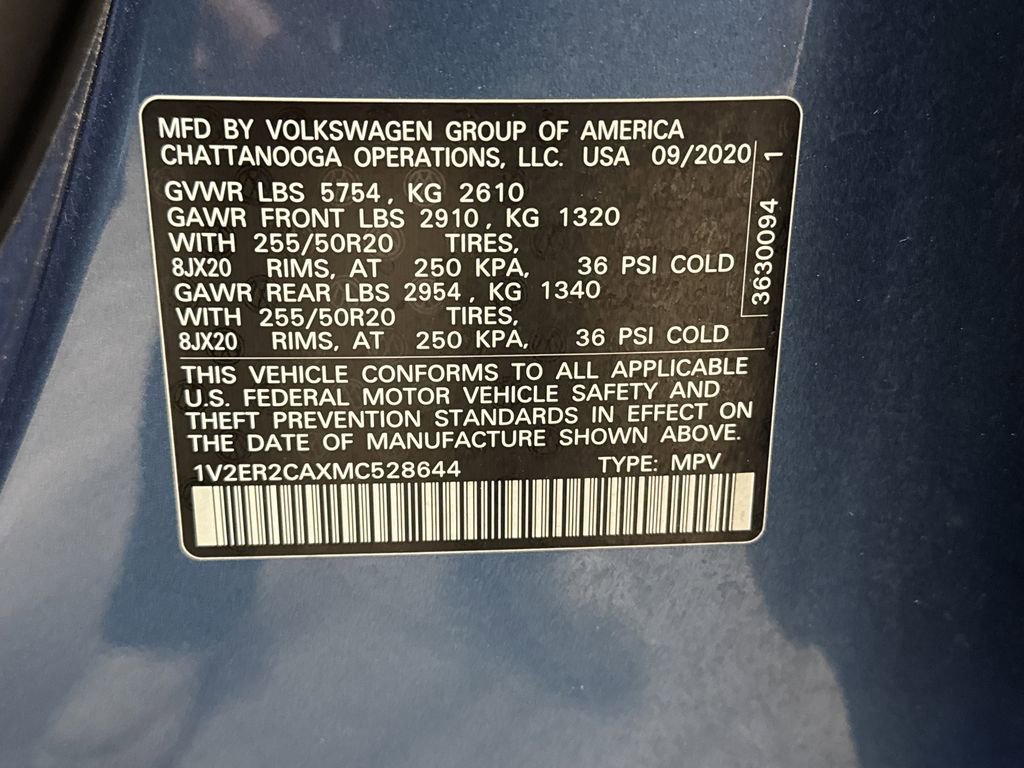 MFD BY VOLKSWAGEN GROUP OF AMERICA
CHATTANOOGA OPERATIONS, LLC. USA 09/2020
GVWR LBS 5754, KG 2610
GAWR FRONT LBS 2910, KG 1320
WITH 255/50R20 TIRES,
8JX20 RIMS, AT 250 KPA, 36 PSI COLD
GAWR REAR LBS 2954, KG 1340
WITH 255/50R20 TIRES,
8JX20 RIMS, AT 250 KPA, 36 PSI COLD
3630094 1
THIS VEHICLE CONFORMS TO ALL APPLICABLE
U.S. FEDERAL MOTOR VEHICLE SAFETY AND
THEFT PREVENTION STANDARDS IN EFFECT ON
THE DATE OF MANUFACTURE SHOWN ABOVE.
1V2ER2CAXMC528644 TYPE: MPV